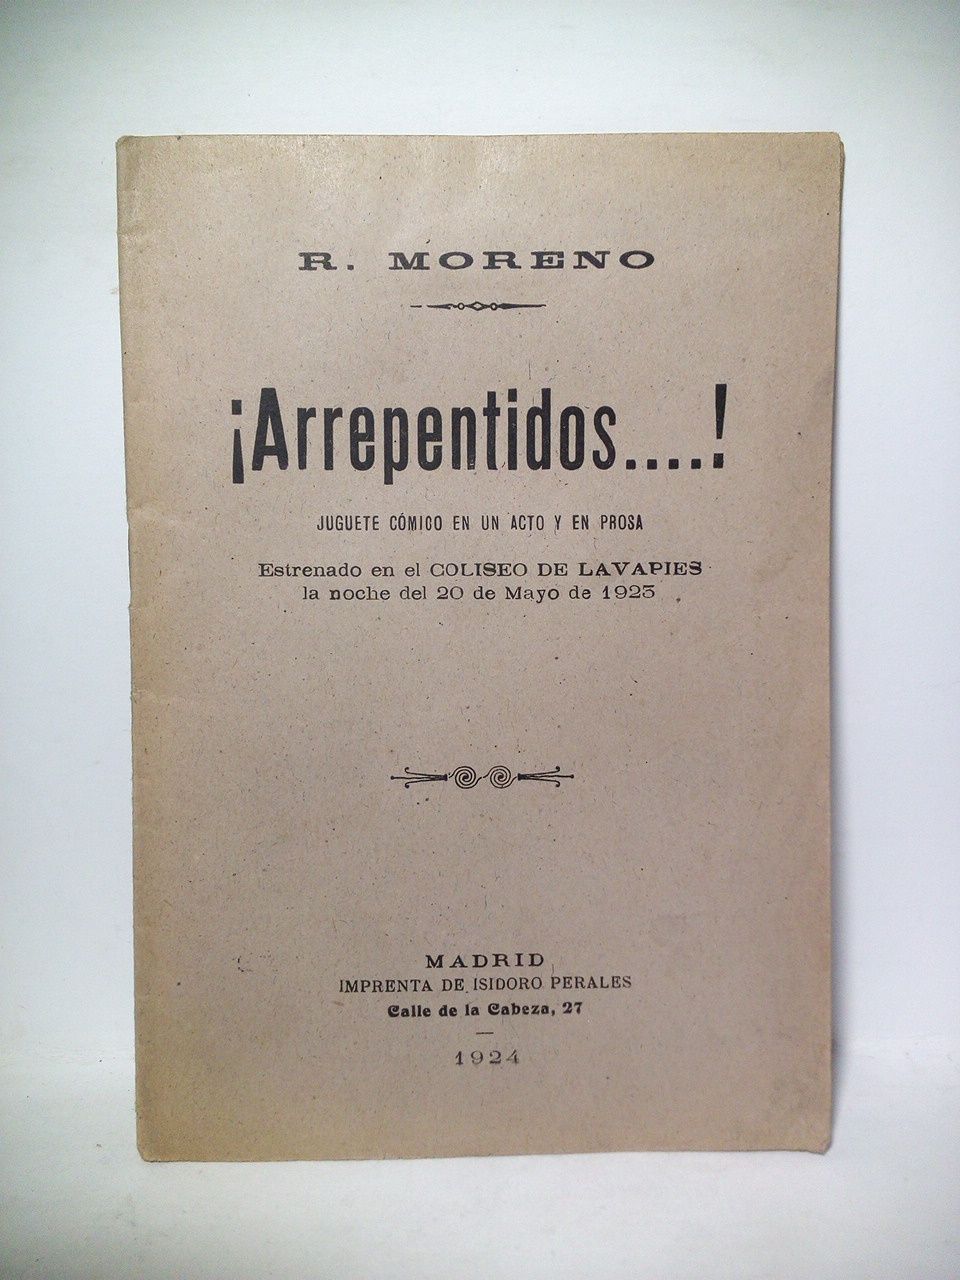 R. MORENO
¡Arrepentidos....!
JUGUETE CÓMICO EN UN ACTO Y EN PROSA
Estrenado en el COLISEO DE LAVAPIES
la noche del 20 de Mayo de 1923
MADRID
IMPRENTA DE ISIDORO PERALES
Calle de la Cabeza, 27
1924